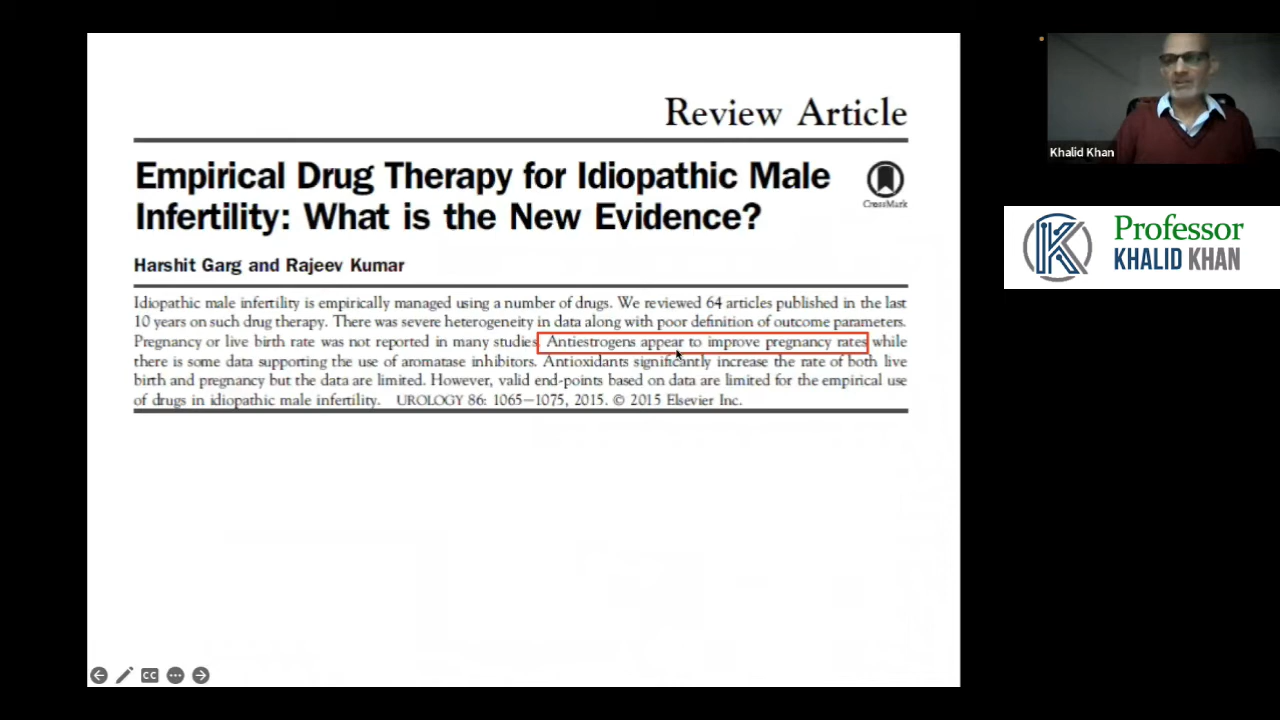 Review Article
Empirical Drug Therapy for Idiopathic Male
Infertility: What is the New Evidence?
CrossMark
Harshit Garg and Rajeev Kumar
Idiopathic male infertility is empirically managed using a number of drugs. We reviewed 64 articles published in the last
10 years on such drug therapy. There was severe heterogeneity in data along with poor definition of outcome parameters.
Pregnancy or live birth rate was not reported in many studies. Antiestrogens appear to improve pregnancy rates while
there is some data supporting the use of aromatase inhibitors. Antioxidants significantly increase the rate of both live
birth and pregnancy but the data are limited. However, valid end-points based on data are limited for the empirical use
of drugs in idiopathic male infertility. UROLOGY 86: 1065–1075, 2015. © 2015 Elsevier Inc.
CC
Khalid Khan
K
Professor
KHALID KHAN